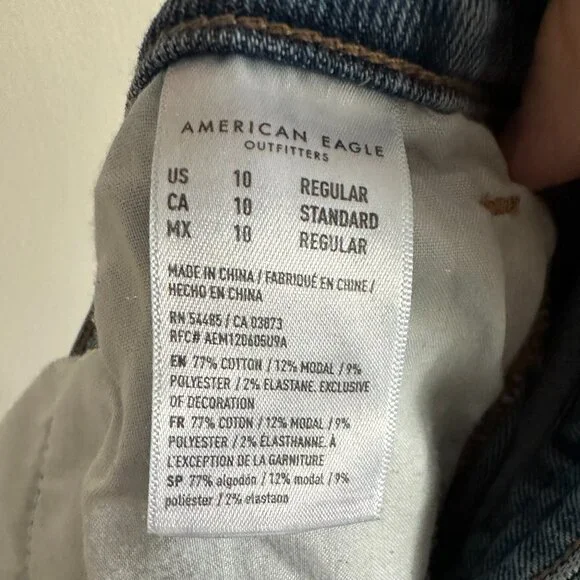 AMERICAN EAGLE
OUTFITTERS
US 10 REGULAR
CA 10 STANDARD
MX 10 REGULAR
MADE IN CHINA / FABRIQUÉ EN CHINE /
HECHO EN CHINA
RN 54485 / CA 03873
RFC# AEM120605U9A
EN 77% COTTON / 12% MODAL / 9%
POLYESTER / 2% ELASTANE. EXCLUSIVE
OF DECORATION
FR 77% COTON / 12% MODAL / 9%
POLYESTER / 2% ÉLASTHANNE. À
L'EXCEPTION DE LA GARNITURE
SP 77% algodón / 12% modal / 9%
poliéster / 2% elastano